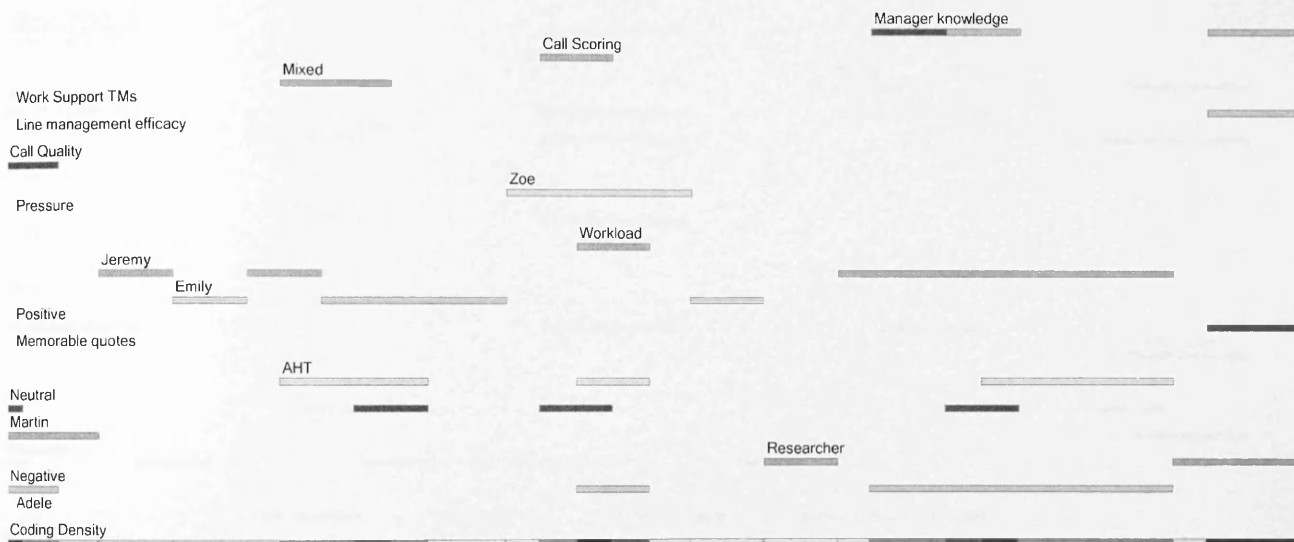 Manager knowledge
Call Scoring
Mixed
Work Support TMs
Line management efficacy
Call Quality
Zoe
Pressure
Workload
Jeremy
Emily
Positive
Memorable quotes
AHT
Neutral
Martin
Researcher
Negative
Adele
Coding Density